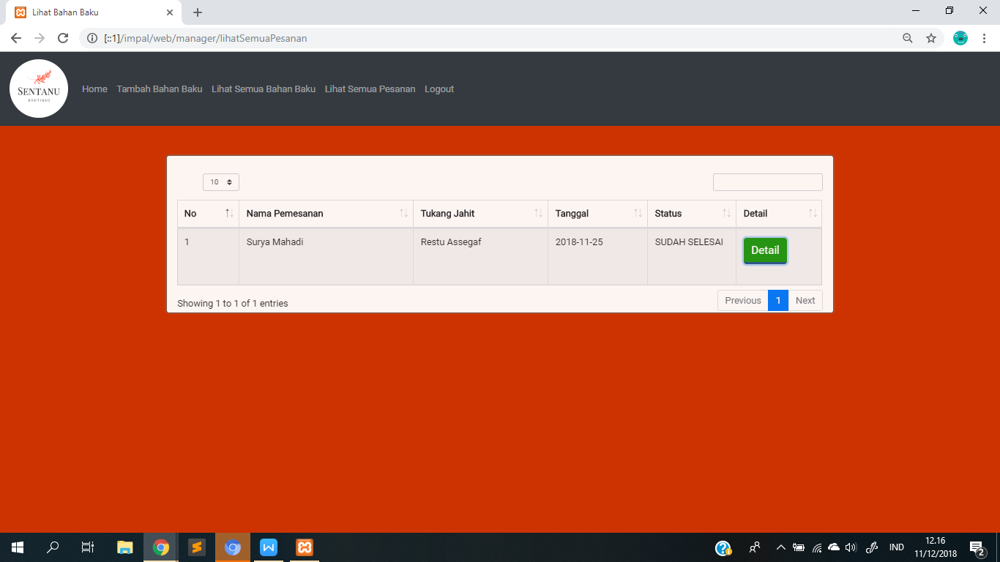 Lihat Bahan Baku
[::1]/impal/web/manager/lihatSemuaPesanan
SENTANU
BOUTIQUE
Home Tambah Bahan Baku Lihat Semua Bahan Baku Lihat Semua Pesanan Logout
10
No Nama Pemesanan Tukang Jahit Tanggal Status Detail
1 Surya Mahadi Restu Assegaf 2018-11-25 SUDAH SELESAI Detail
Showing 1 to 1 of 1 entries
Previous 1 Next
IND
12.16
11/12/2018
2